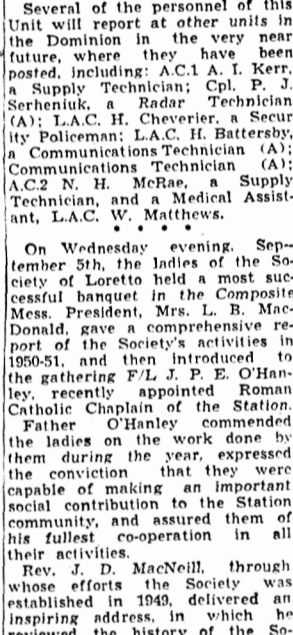 Several of the personnel of this
Unit will report at other units in
the Dominion in the very near
future, where they have been
posted, including: A.C.1 A. I. Kerr,
a Supply Technician; Cpl. P. J.
Serheniuk, a Radar Technician
(A); L.A.C. H. Cheverier, a Secur
ity Policeman; L.A.C. H. Battersby,
a Communications Technician (A);
Communications Technician (A);
A.C.2 N. H. McRae, a Supply
Technician, and a Medical Assist-
ant, L.A.C. W. Matthews.
* * * *
On Wednesday evening, Sep-
tember 5th, the ladies of the So-
ciety of Loretto held a most suc-
cessful banquet in the Composite
Mess. President, Mrs. L. B. Mac-
Donald, gave a comprehensive re-
port of the Society's activities in
1950-51, and then introduced to
the gathering F/L J. P. E. O'Han-
ley, recently appointed Roman
Catholic Chaplain of the Station.
Father O'Hanley commended
the ladies on the work done by
them during the year, expressed
the conviction that they were
capable of making an important
social contribution to the Station
community, and assured them of
his fullest co-operation in all
their activities.
Rev. J. D. MacNeill, through
whose efforts the Society was
established in 1949, delivered an
inspiring address, in which he
reviewed the history of the So-